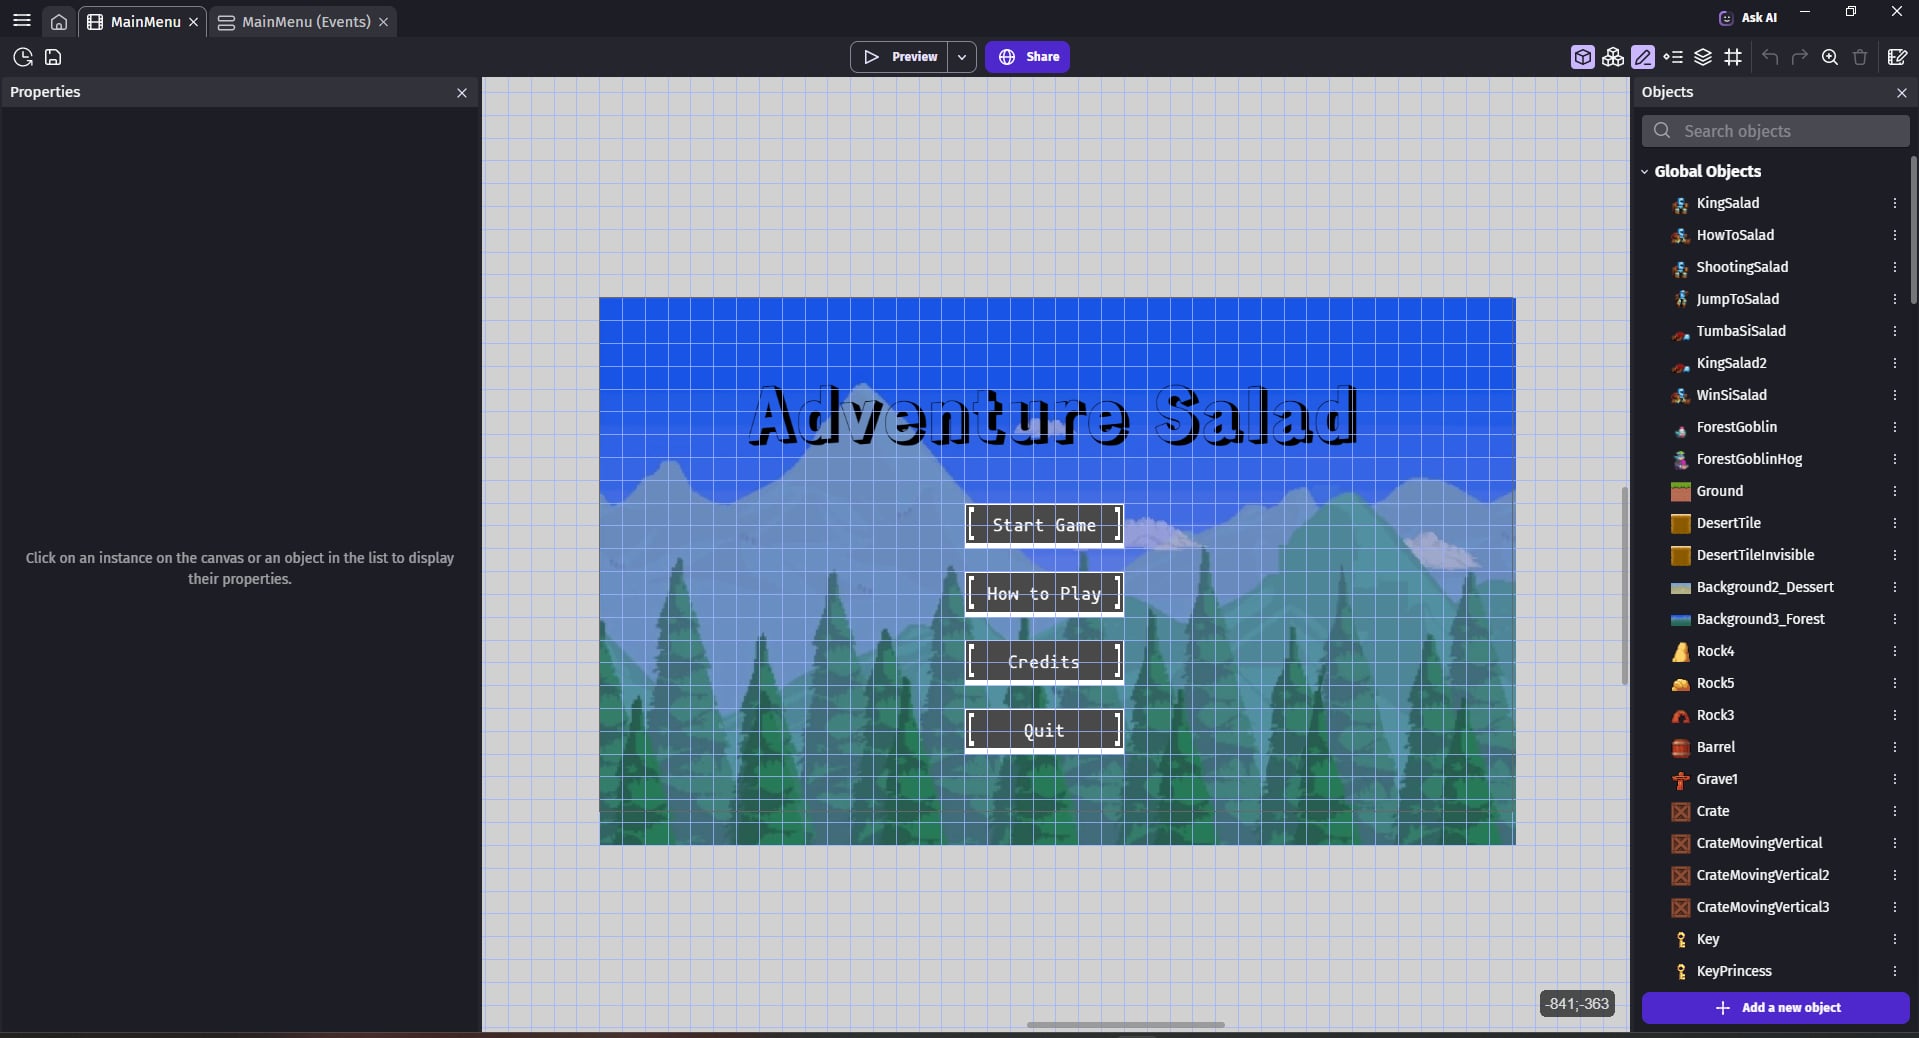 MainMenu
MainMenu (Events)
Ask AI
Preview
Share
Properties
Click on an instance on the canvas or an object in the list to display
their properties.
Adventure Salad
Start Game
How to Play
Credits
Quit
-841;-363
Objects
Search objects
Global Objects
KingSalad
HowToSalad
ShootingSalad
JumpToSalad
TumbaSiSalad
KingSalad2
WinSiSalad
ForestGoblin
ForestGoblinHog
Ground
DesertTile
DesertTileInvisible
Background2_Dessert
Background3_Forest
Rock4
Rock5
Rock3
Barrel
Grave1
Crate
CrateMovingVertical
CrateMovingVertical2
CrateMovingVertical3
Key
KeyPrincess
Add a new object